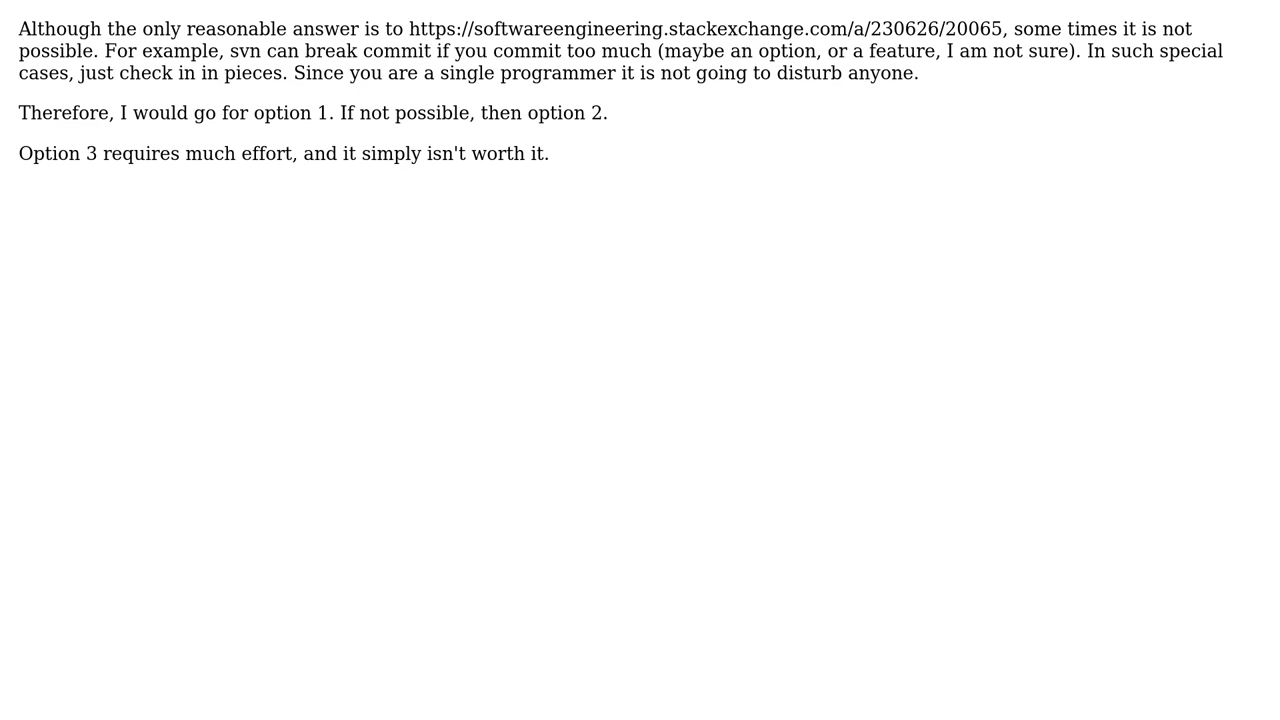 Although the only reasonable answer is to https://softwareengineering.stackexchange.com/a/230626/20065, some times it is not
possible. For example, svn can break commit if you commit too much (maybe an option, or a feature, I am not sure). In such special
cases, just check in in pieces. Since you are a single programmer it is not going to disturb anyone.
Therefore, I would go for option 1. If not possible, then option 2.
Option 3 requires much effort, and it simply isn't worth it.